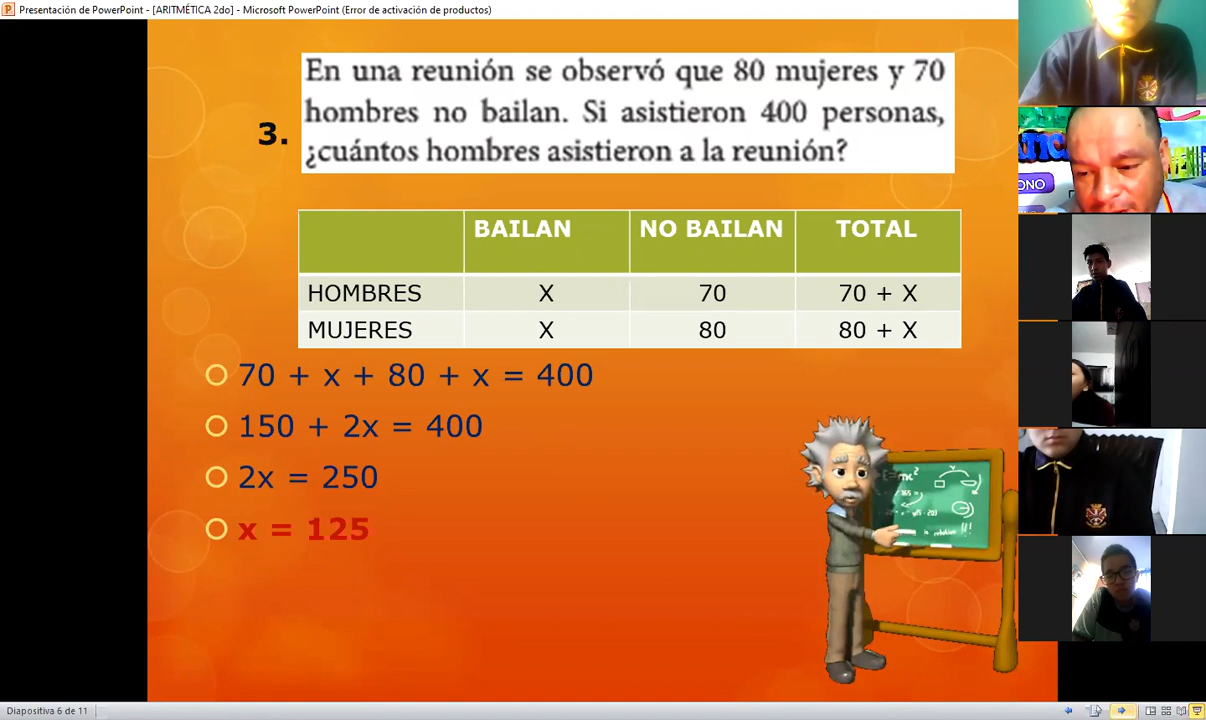 Presentación de PowerPoint - [ARITMÉTICA 2do] - Microsoft PowerPoint (Error de activación de productos)
En una reunión se observó que 80 mujeres y 70
hombres no bailan. Si asistieron 400 personas,
3.
¿cuántos hombres asistieron a la reunión?
BAILAN NO BAILAN TOTAL
HOMBRES X 70 70 + X
MUJERES X 80 80 + X
70 + x + 80 + x = 400
150 + 2x = 400
2x = 250
x = 125
Diapositiva 6 de 11